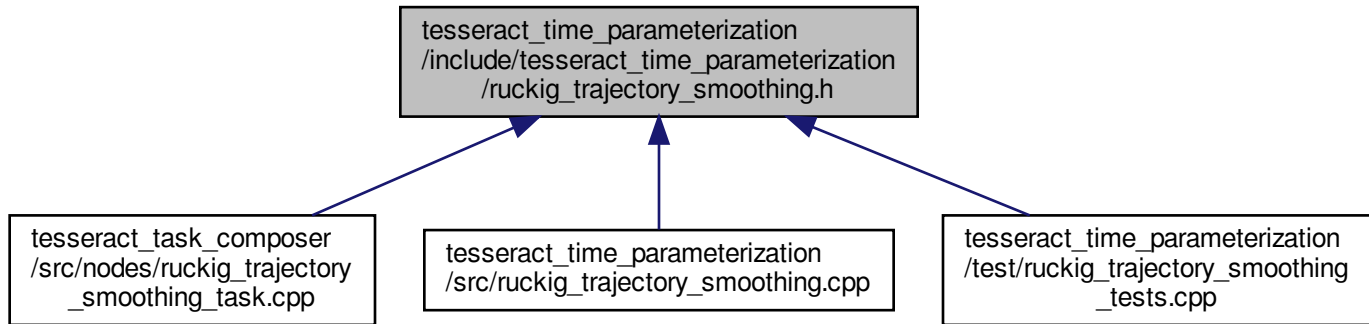 tesseract_time_parameterization
/include/tesseract_time_parameterization
/ruckig_trajectory_smoothing.h
tesseract_task_composer
/src/nodes/ruckig_trajectory
_smoothing_task.cpp
tesseract_time_parameterization
/src/ruckig_trajectory_smoothing.cpp
tesseract_time_parameterization
/test/ruckig_trajectory_smoothing
_tests.cpp